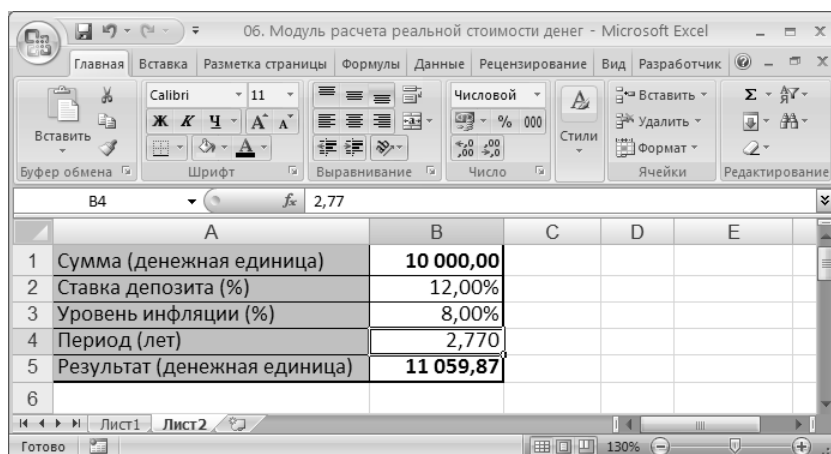 06. Модуль расчета реальной стоимости денег - Microsoft Excel
Главная Вставка Разметка страницы Формулы Данные Рецензирование Вид Разработчик
Calibri 11 Числовой Вставить Σ
Ж К Ч А А % 000 Удалить
Вставить Стили Формат
Буфер обмена Шрифт Выравнивание Число Ячейки Редактирование
B4 fx 2,77
A B C D E
1 Сумма (денежная единица) 10 000,00
2 Ставка депозита (%) 12,00%
3 Уровень инфляции (%) 8,00%
4 Период (лет) 2,770
5 Результат (денежная единица) 11 059,87
6
Лист1 Лист2
Готово 130%